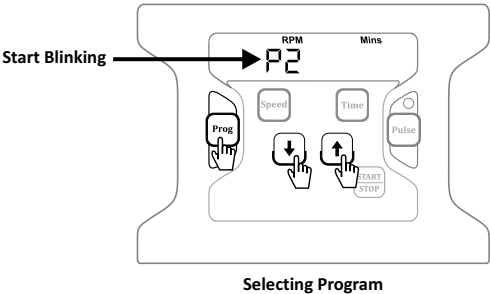 RPM Mins
Start Blinking
P2
Speed Time
Prog Pulse
START
STOP
Selecting Program